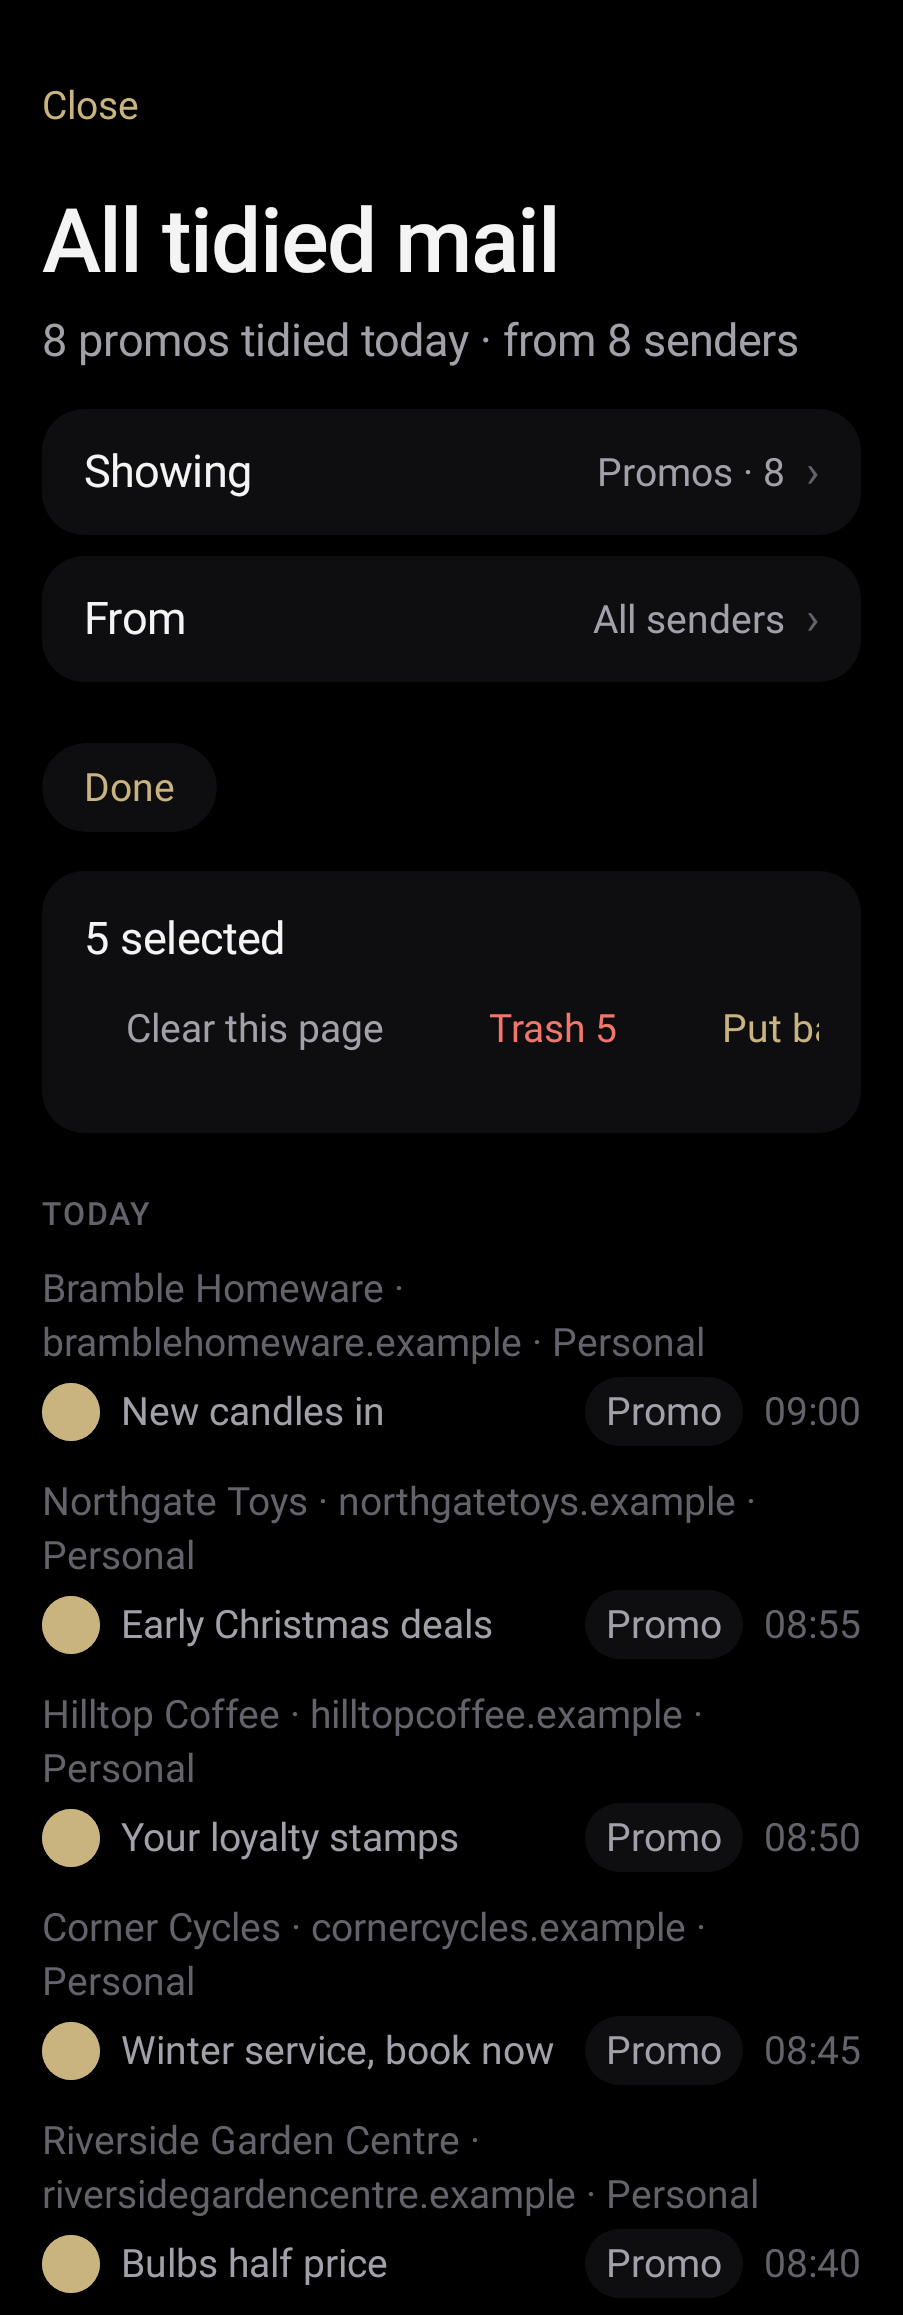 Close
All tidied mail
8 promos tidied today · from 8 senders
Showing Promos · 8 ›
From All senders ›
Done
5 selected
Clear this page Trash 5 Put
TODAY
Bramble Homeware ·
bramblehomeware.example · Personal
New candles in Promo 09:00
Northgate Toys · northgatetoys.example ·
Personal
Early Christmas deals Promo 08:55
Hilltop Coffee · hilltopcoffee.example ·
Personal
Your loyalty stamps Promo 08:50
Corner Cycles · cornercycles.example ·
Personal
Winter service, book now Promo 08:45
Riverside Garden Centre ·
riversidegardencentre.example · Personal
Bulbs half price Promo 08:40